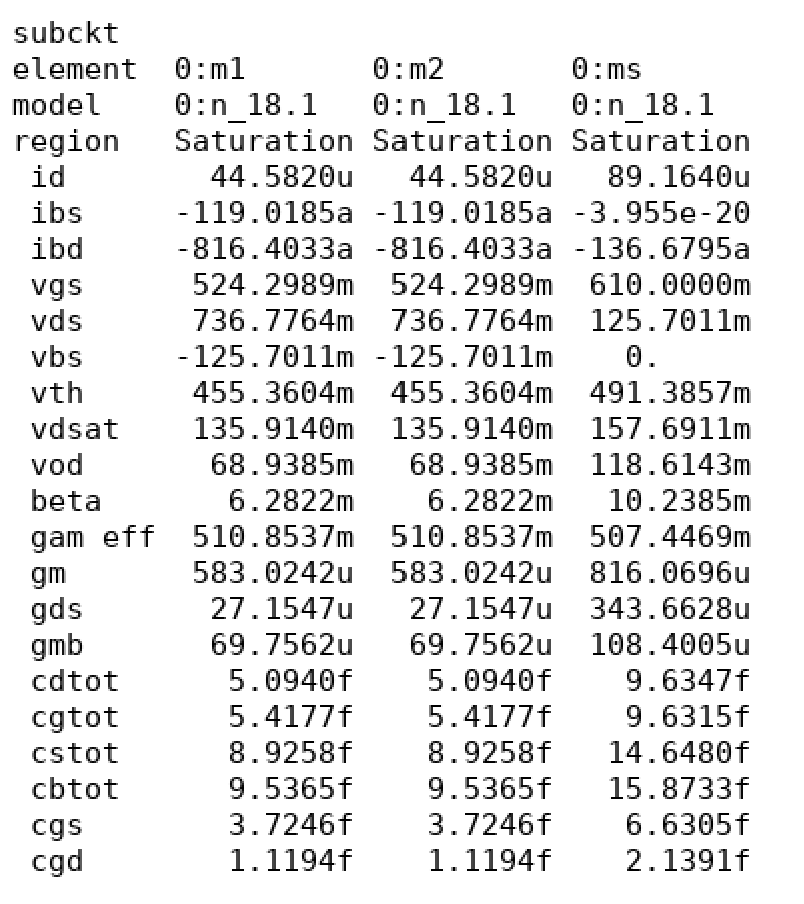 subckt
element  0:m1       0:m2       0:ms
model    0:n_18.1   0:n_18.1   0:n_18.1
region   Saturation Saturation Saturation
 id        44.5820u   44.5820u   89.1640u
 ibs     -119.0185a -119.0185a -3.955e-20
 ibd     -816.4033a -816.4033a -136.6795a
 vgs      524.2989m  524.2989m  610.0000m
 vds      736.7764m  736.7764m  125.7011m
 vbs     -125.7011m -125.7011m    0.
 vth      455.3604m  455.3604m  491.3857m
 vdsat    135.9140m  135.9140m  157.6911m
 vod       68.9385m   68.9385m  118.6143m
 beta       6.2822m    6.2822m   10.2385m
 gam eff  510.8537m  510.8537m  507.4469m
 gm       583.0242u  583.0242u  816.0696u
 gds       27.1547u   27.1547u  343.6628u
 gmb       69.7562u   69.7562u  108.4005u
 cdtot      5.0940f    5.0940f    9.6347f
 cgtot      5.4177f    5.4177f    9.6315f
 cstot      8.9258f    8.9258f   14.6480f
 cbtot      9.5365f    9.5365f   15.8733f
 cgs        3.7246f    3.7246f    6.6305f
 cgd        1.1194f    1.1194f    2.1391f